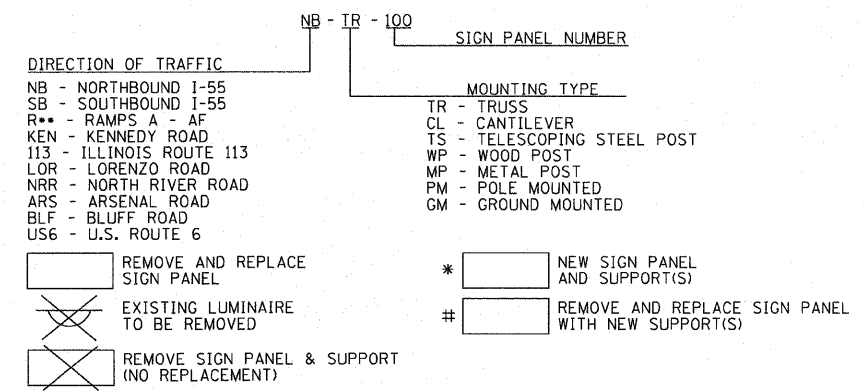 NB - TR - 100
SIGN PANEL NUMBER
DIRECTION OF TRAFFIC
NB - NORTHBOUND I-55
SB - SOUTHBOUND I-55
R** - RAMPS A - AF
KEN - KENNEDY ROAD
113 - ILLINOIS ROUTE 113
LOR - LORENZO ROAD
NRR - NORTH RIVER ROAD
ARS - ARSENAL ROAD
BLF - BLUFF ROAD
US6 - U.S. ROUTE 6
MOUNTING TYPE
TR - TRUSS
CL - CANTILEVER
TS - TELESCOPING STEEL POST
WP - WOOD POST
MP - METAL POST
PM - POLE MOUNTED
GM - GROUND MOUNTED
REMOVE AND REPLACE
SIGN PANEL
EXISTING LUMINAIRE
TO BE REMOVED
REMOVE SIGN PANEL & SUPPORT
(NO REPLACEMENT)
* NEW SIGN PANEL
AND SUPPORT(S)
# REMOVE AND REPLACE SIGN PANEL
WITH NEW SUPPORT(S)